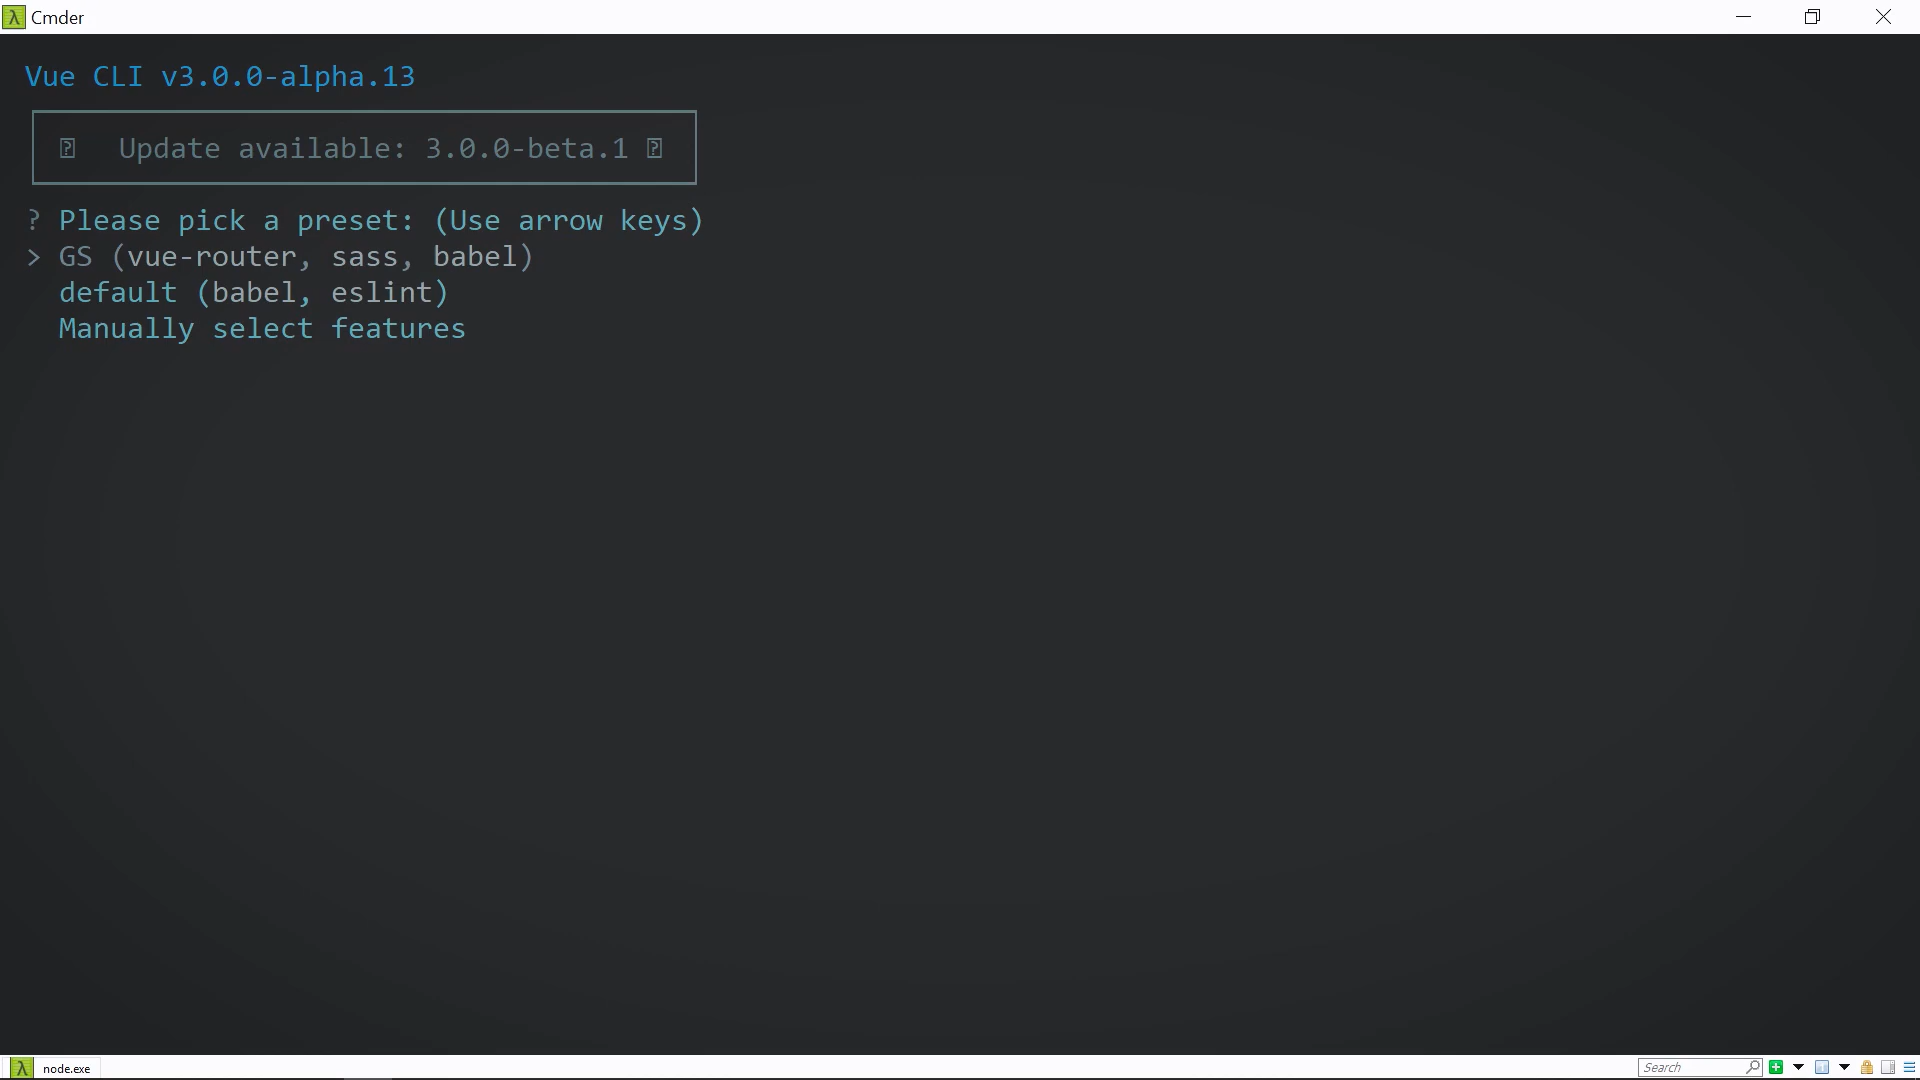 Cmder
Vue CLI v3.0.0-alpha.13
Update available: 3.0.0-beta.1
? Please pick a preset: (Use arrow keys)
> GS (vue-router, sass, babel)
default (babel, eslint)
Manually select features
node.exe
Search